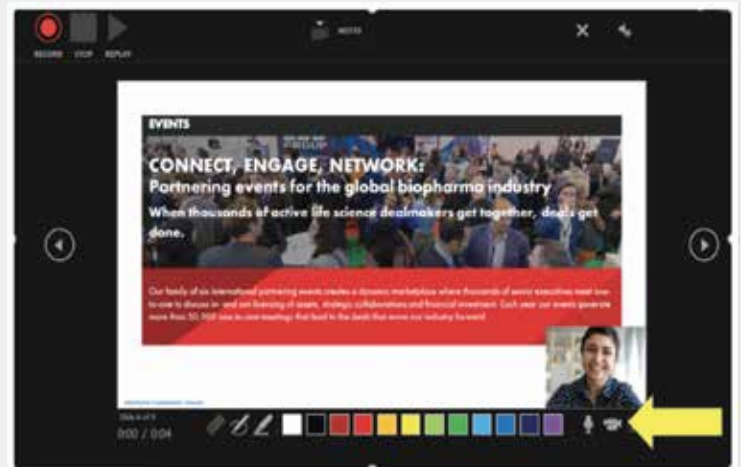 RECORD STOP REPLAY
NOTES
EVENTS
CONNECT, ENGAGE, NETWORK:
Partnering events for the global biopharma industry
When thousands of active life science dealmakers get together, deals get
done.
Our family of six international partnering events creates a dynamic marketplace where thousands of senior executives meet one-
to-one to discuss in- and out-licensing of assets, strategic collaborations and financial investment. Each year our events generate
more than 50,000 one-to-one meetings that lead to the deals that move our industry forward.
0:00 / 0:04